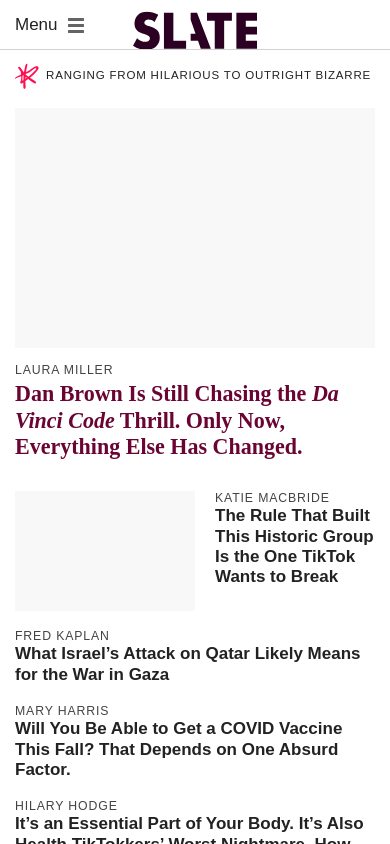 Menu
SLATE
RANGING FROM HILARIOUS TO OUTRIGHT BIZARRE
LAURA MILLER
Dan Brown Is Still Chasing the Da
Vinci Code Thrill. Only Now,
Everything Else Has Changed.
KATIE MACBRIDE
The Rule That Built
This Historic Group
Is the One TikTok
Wants to Break
FRED KAPLAN
What Israel’s Attack on Qatar Likely Means
for the War in Gaza
MARY HARRIS
Will You Be Able to Get a COVID Vaccine
This Fall? That Depends on One Absurd
Factor.
HILARY HODGE
It’s an Essential Part of Your Body. It’s Also
Health TikTokkers’ Worst Nightmare. How